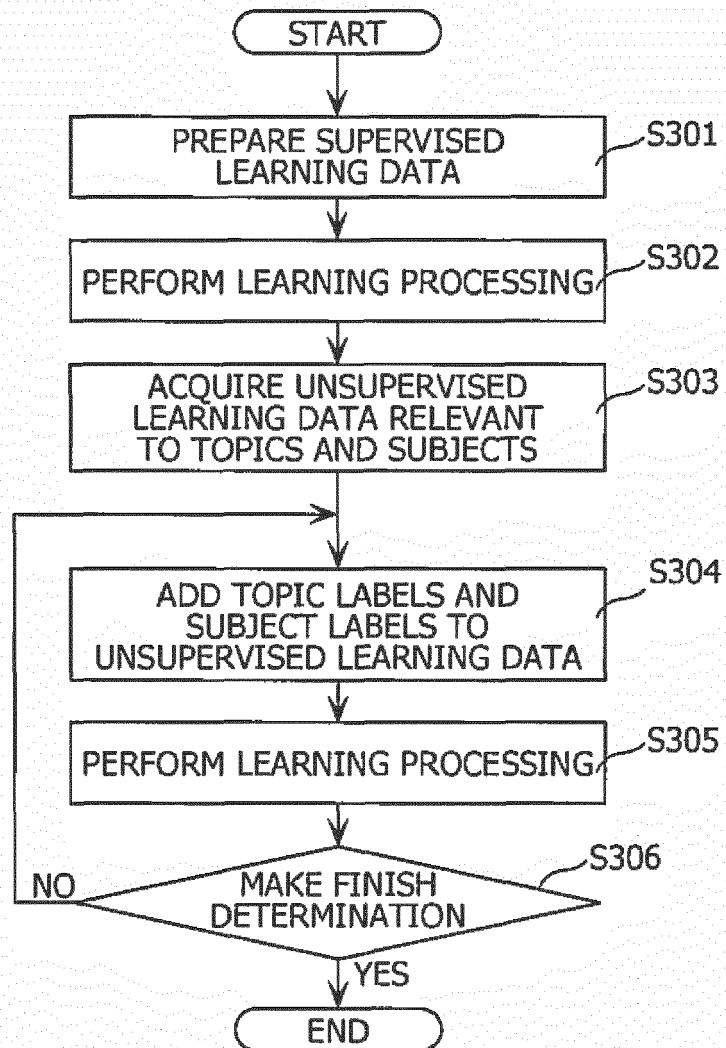 START
PREPARE SUPERVISED
LEARNING DATA
S301
PERFORM LEARNING PROCESSING
S302
ACQUIRE UNSUPERVISED
LEARNING DATA RELEVANT
TO TOPICS AND SUBJECTS
S303
ADD TOPIC LABELS AND
SUBJECT LABELS TO
UNSUPERVISED LEARNING DATA
S304
PERFORM LEARNING PROCESSING
S305
MAKE FINISH
DETERMINATION
S306
NO
YES
END